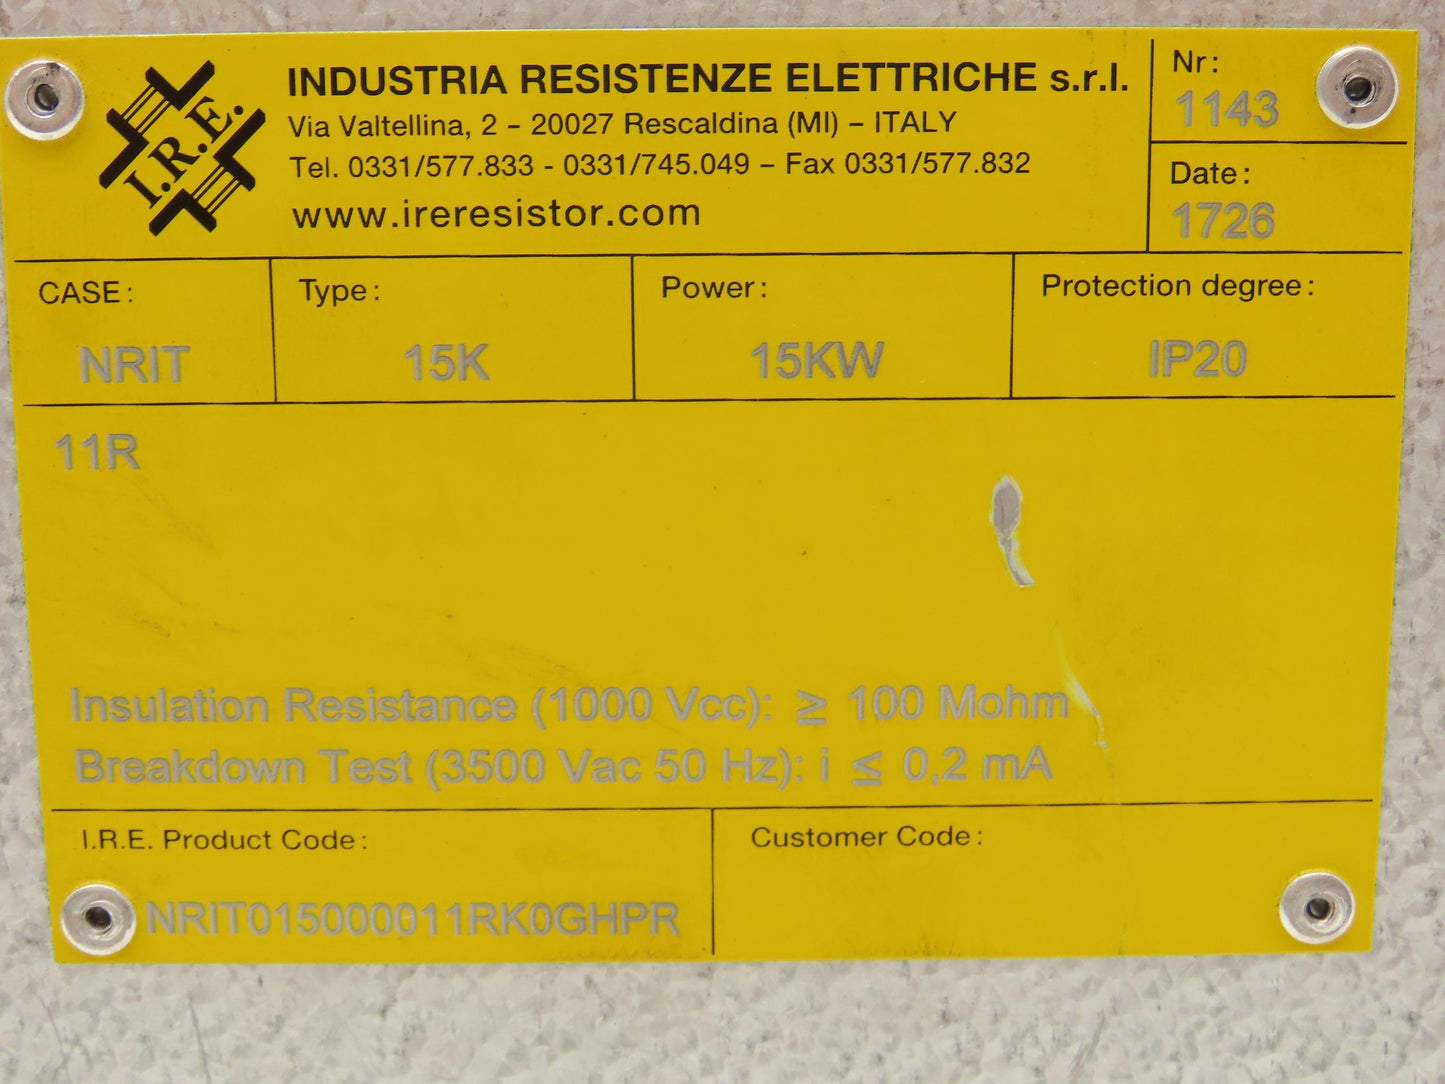 I.R.E.
INDUSTRIA RESISTENZE ELETTRICHE s.r.l.
Via Valtellina, 2 – 20027 Rescaldina (MI) – ITALY
Tel. 0331/577.833 - 0331/745.049 – Fax 0331/577.832
www.ireresistor.com
Nr:
1143
Date:
1726
CASE:
NRIT
Type:
15K
Power:
15KW
Protection degree:
IP20
11R
Insulation Resistance (1000 Vcc): ≥ 100 Mohm
Breakdown Test (3500 Vac 50 Hz): i ≤ 0,2 mA
I.R.E. Product Code:
NRIT015000011RK0GHPR
Customer Code: